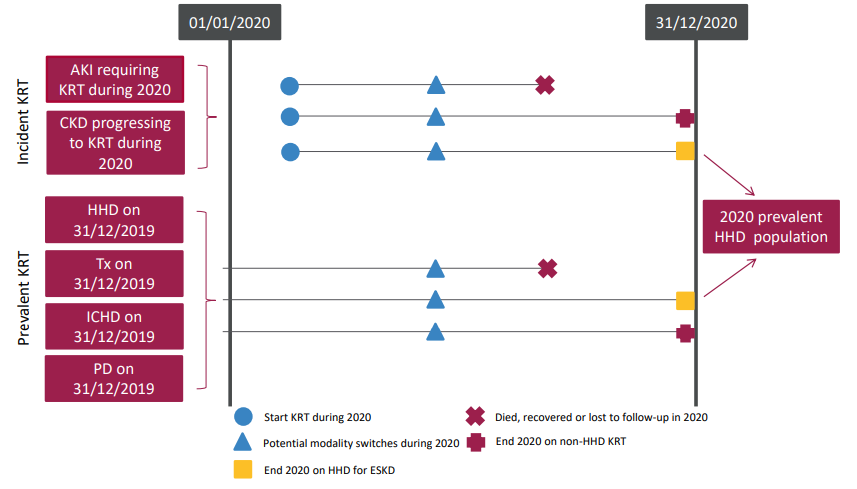 01/01/2020
31/12/2020
Incident KRT
AKI requiring
KRT during 2020
CKD progressing
to KRT during
2020
Prevalent KRT
HHD on
31/12/2019
Tx on
31/12/2019
ICHD on
31/12/2019
PD on
31/12/2019
2020 prevalent
HHD population
Start KRT during 2020
Died, recovered or lost to follow-up in 2020
Potential modality switches during 2020
End 2020 on non-HHD KRT
End 2020 on HHD for ESKD